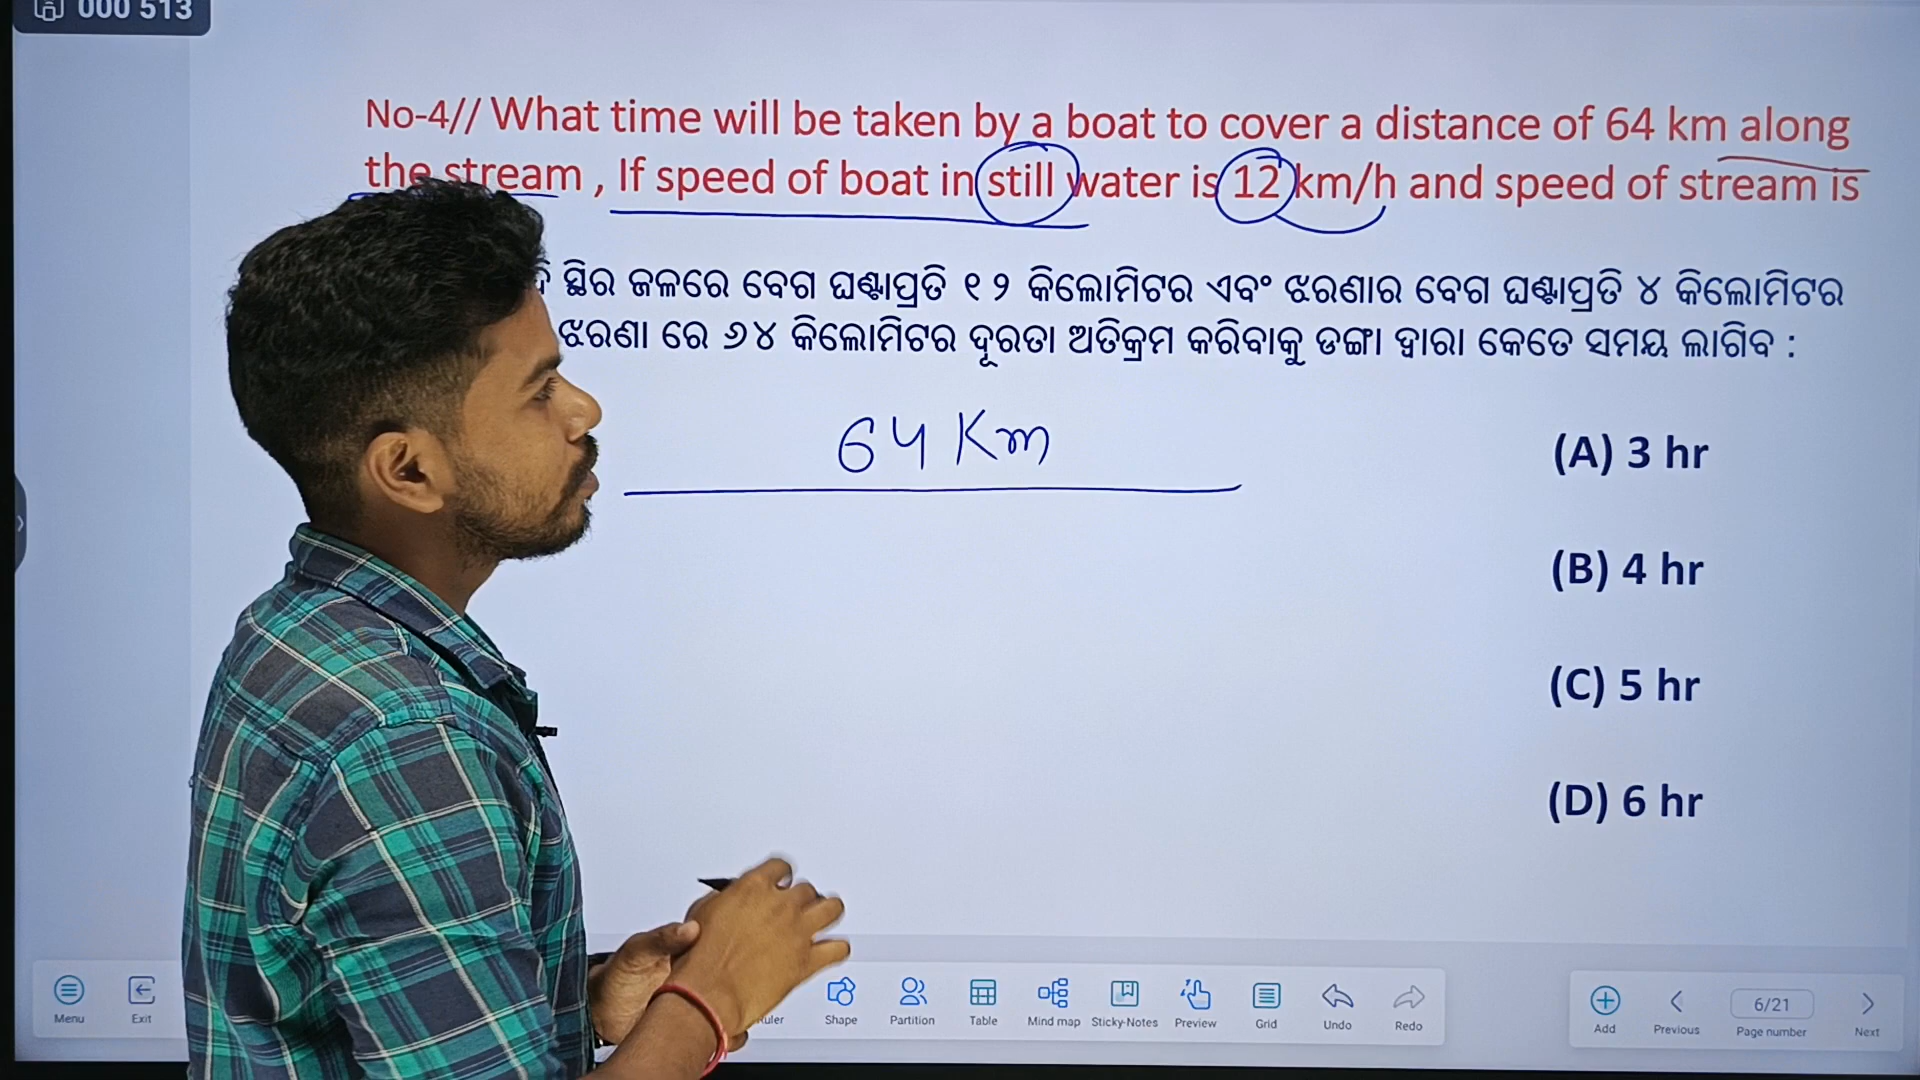 000 513
No-4// What time will be taken by a boat to cover a distance of 64 km along
the stream , If speed of boat in still water is 12 km/h and speed of stream is
ସ୍ଥିର ଜଳରେ ବେଗ ଘଣ୍ଟାପ୍ରତି ୧୨ କିଲୋମିଟର ଏବଂ ଝରଣାର ବେଗ ଘଣ୍ଟାପ୍ରତି ୪ କିଲୋମିଟର
ଝରଣା ରେ ୬୪ କିଲୋମିଟର ଦୂରତା ଅତିକ୍ରମ କରିବାକୁ ଡଙ୍ଗା ଦ୍ୱାରା କେତେ ସମୟ ଲାଗିବ :
64 Km
(A) 3 hr
(B) 4 hr
(C) 5 hr
(D) 6 hr
Menu Exit Shape Partition Table Mind map Sticky-Notes Preview Grid Undo Redo Add Previous 6/21 Page number Next